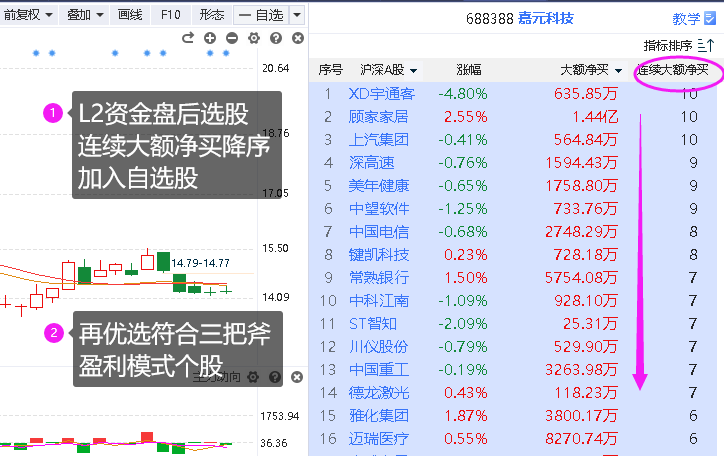 前复权 叠加 画线 F10 形态 一 自选
688388 嘉元科技 教学
指标排序
序号 沪深A股 涨幅 大额净买 连续大额净买
20.64
18.76
17.05
15.50
14.79-14.77
14.09
1
L2资金盘后选股
连续大额净买降序
加入自选股
2
再优选符合三把斧
盈利模式个股
动向
1753.94
36.36
1 XD宇通客 -4.80% 635.85万 10
2 顾家家居 2.55% 1.44亿 10
3 上汽集团 -0.41% 564.84万 10
4 深高速 -0.76% 1594.43万 9
5 美年健康 -0.65% 1758.80万 9
6 中望软件 -1.25% 733.76万 9
7 中国电信 -0.68% 2748.29万 8
8 键凯科技 0.23% 728.18万 8
9 常熟银行 1.50% 5754.08万 7
10 中科江南 -1.09% 928.10万 7
11 ST智知 -2.09% 25.31万 7
12 川仪股份 -0.79% 529.90万 7
13 中国重工 -0.19% 3263.98万 7
14 德龙激光 0.43% 118.23万 7
15 雅化集团 1.87% 3800.17万 6
16 迈瑞医疗 0.55% 8270.74万 6